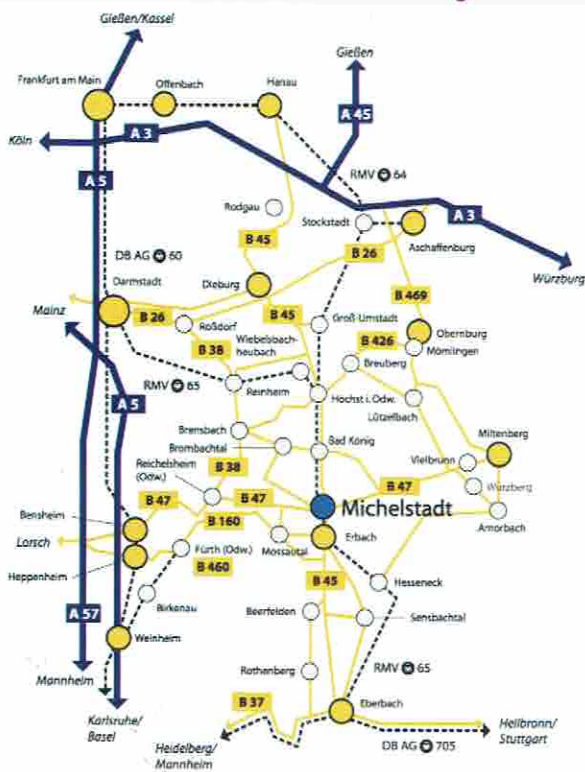 Gießen/Kassel
Gießen
Frankfurt am Main
Offenbach
Hanau
A 45
Köln
A 3
RMV 64
A 5
Rodgau
Stockstadt
A 3
Aschaffenburg
B 45
B 26
Würzburg
DB AG 60
Darmstadt
Dieburg
B 469
Mainz
B 26
B 45
Groß-Umstadt
Obernburg
Roßdorf
Wiebelsbach-
heubach
B 426
Mömlingen
B 38
Breuberg
RMV 65
Reinheim
Höchst i. Odw.
Lützelbach
A 5
Brensbach
Brombachtal
Bad König
Miltenberg
Vielbrunn
Reichelsheim
(Odw.)
B 38
B 47
Würzberg
B 47
B 47
Michelstadt
Amorbach
Bensheim
B 160
Lorsch
Erbach
Fürth (Odw.)
Mossautal
Heppenheim
B 460
Hesseneck
B 45
Birkenau
Beerfelden
Sensbachtal
A 57
Weinheim
Rothenberg
RMV 65
Mannheim
B 37
Eberbach
Karlsruhe/
Basel
Heilbronn/
Stuttgart
Heidelberg/
Mannheim
DB AG 705